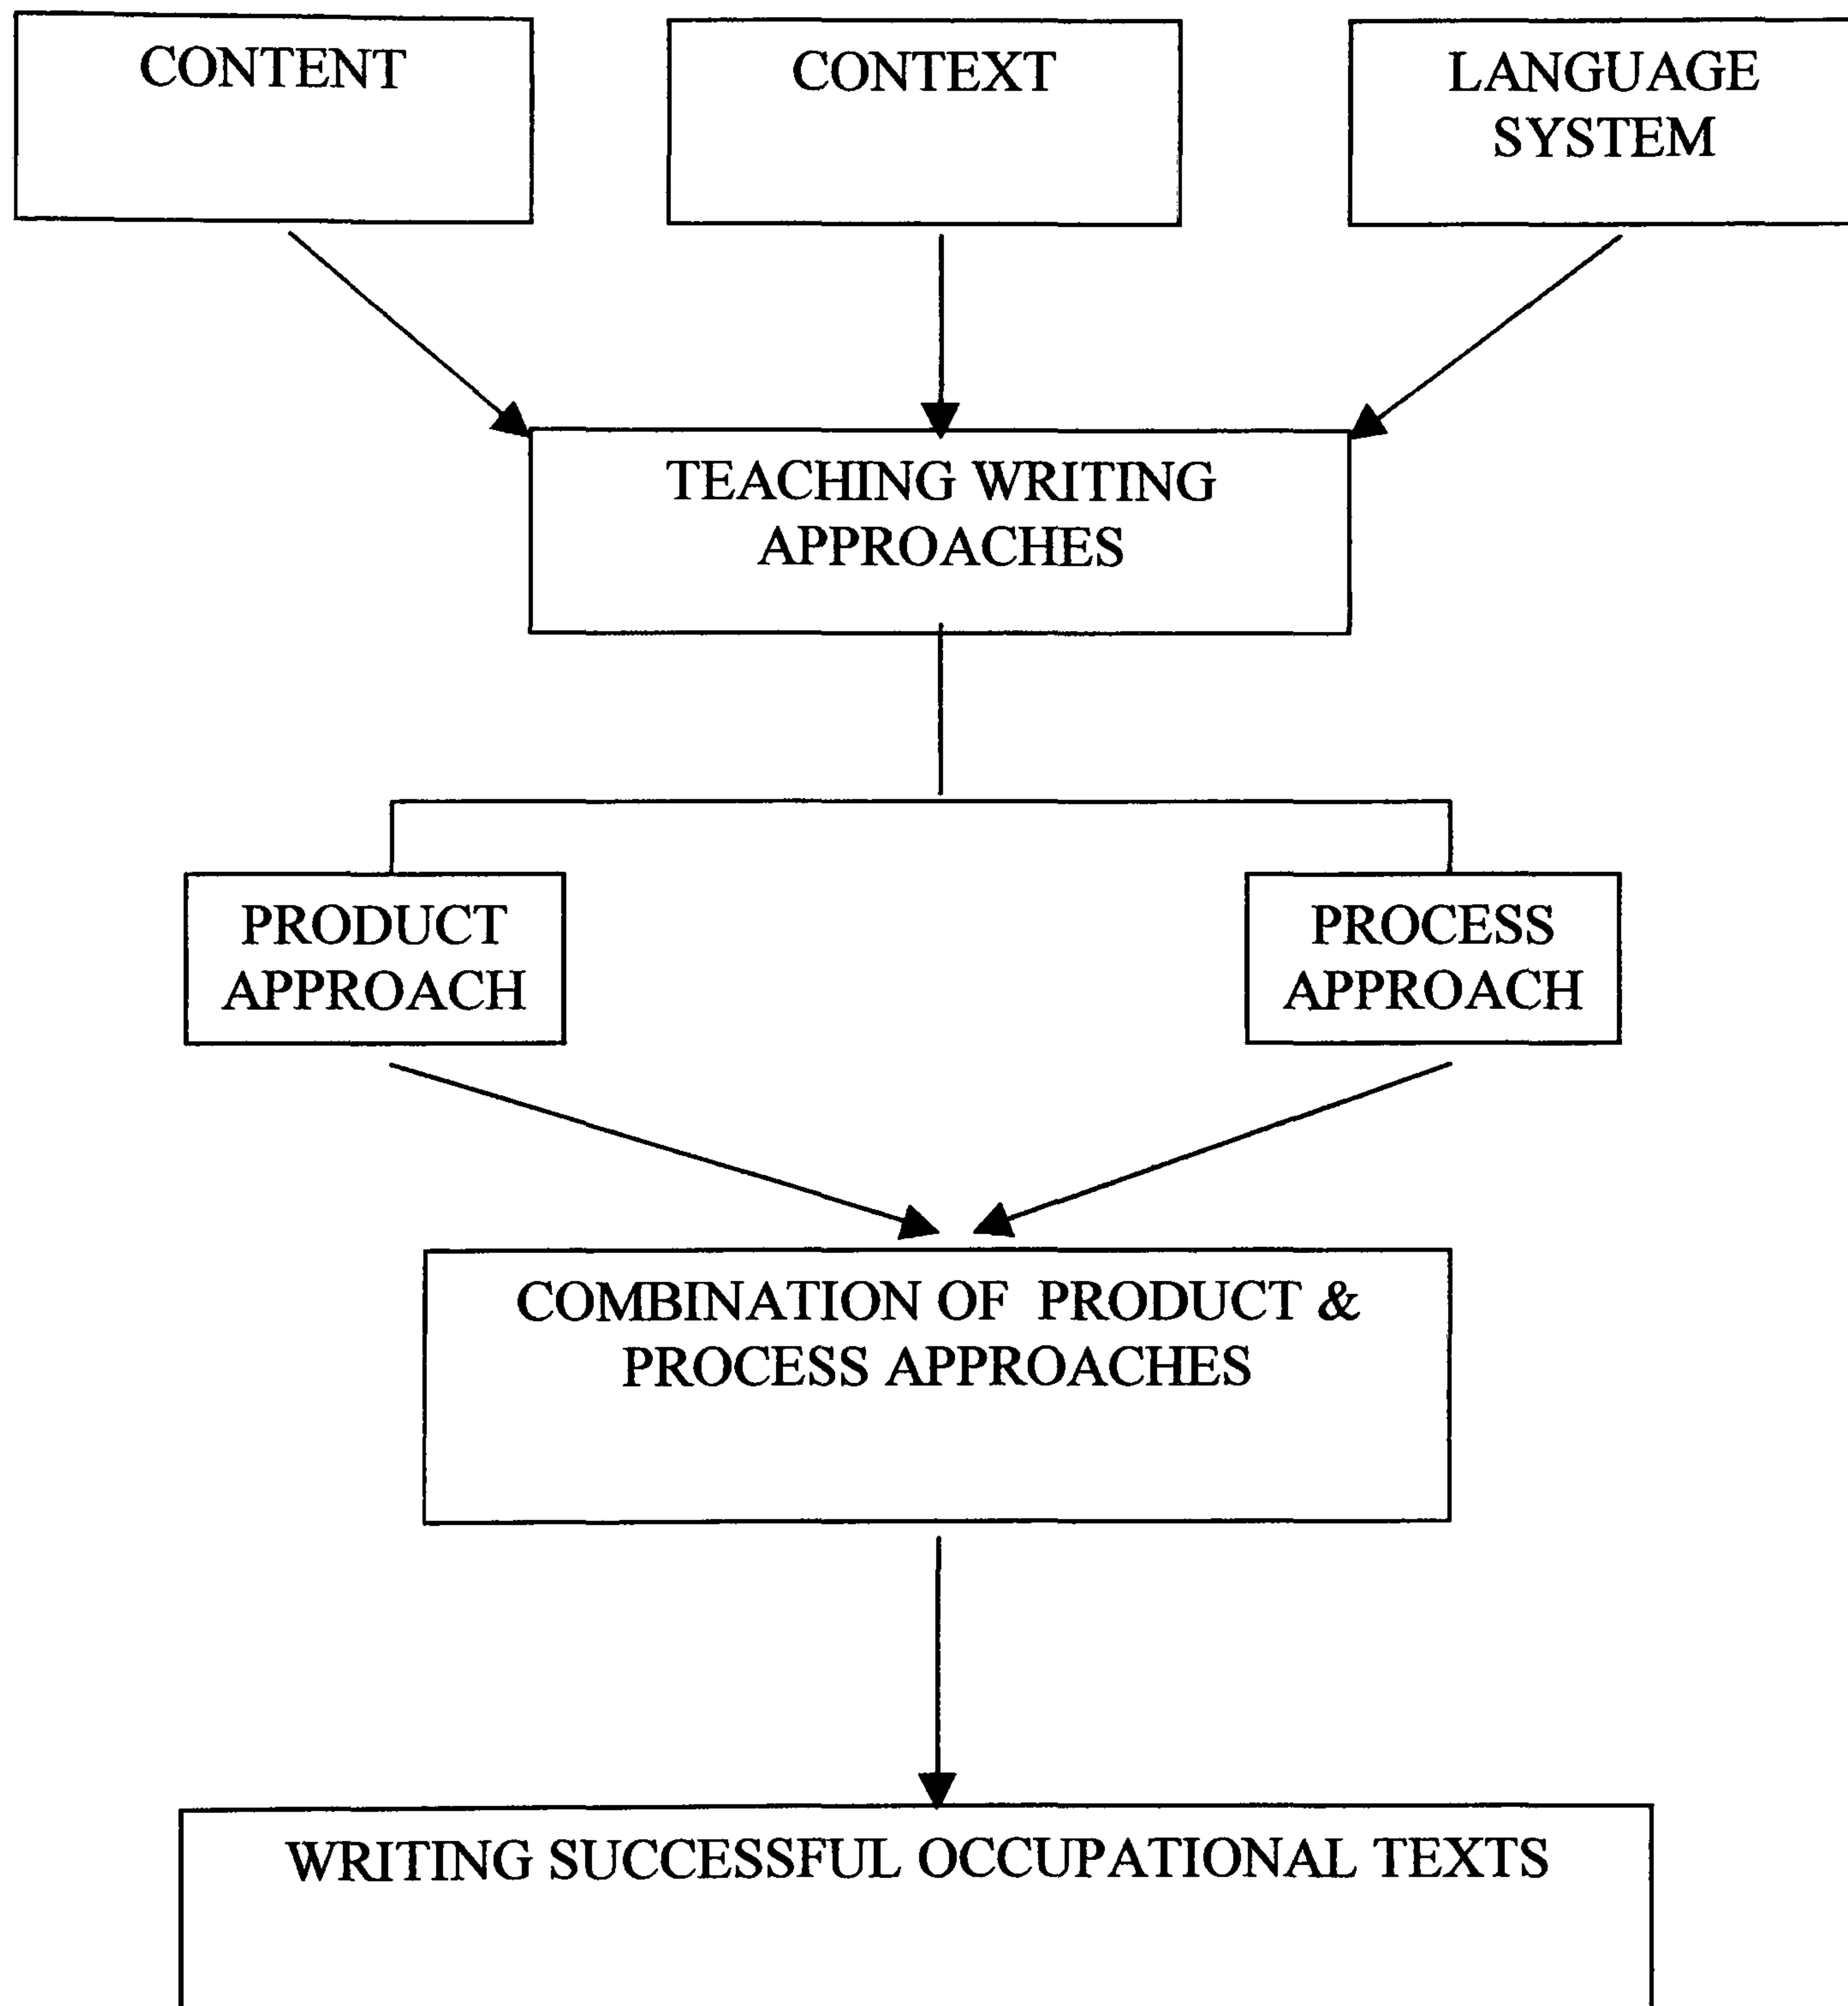 CONTENT
CONTEXT
LANGUAGE
SYSTEM
TEACHING WRITING
APPROACHES
PRODUCT
APPROACH
PROCESS
APPROACH
COMBINATION OF PRODUCT &
PROCESS APPROACHES
WRITING SUCCESSFUL OCCUPATIONAL TEXTS